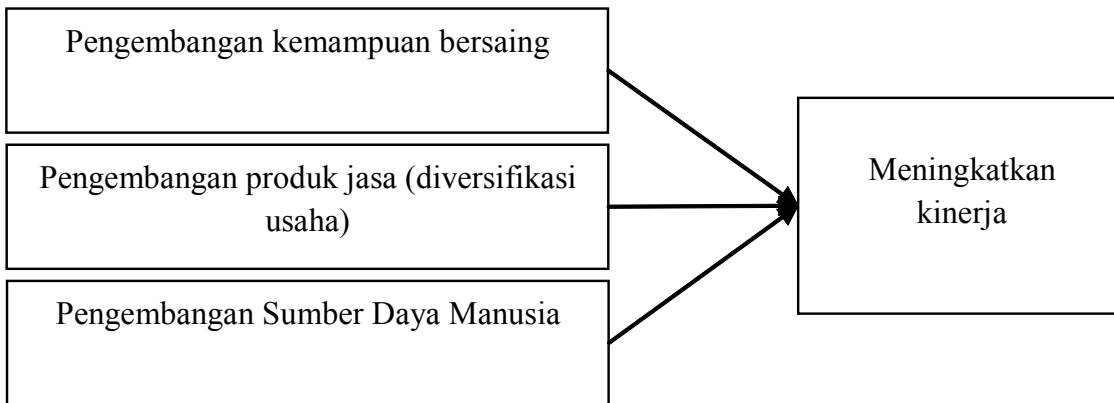 Pengembangan kemampuan bersaing
Pengembangan produk jasa (diversifikasi
usaha)
Pengembangan Sumber Daya Manusia
Meningkatkan
kinerja